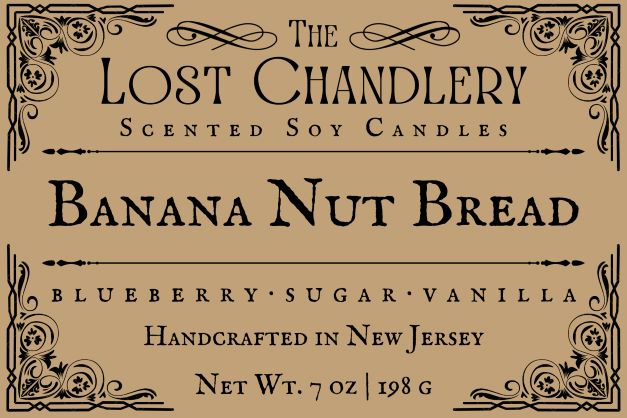 The
Lost Chandlery
Scented Soy Candles
Banana Nut Bread
BLUEBERRY·SUGAR·VANILLA
Handcrafted in New Jersey
Net Wt. 7 oz | 198 g